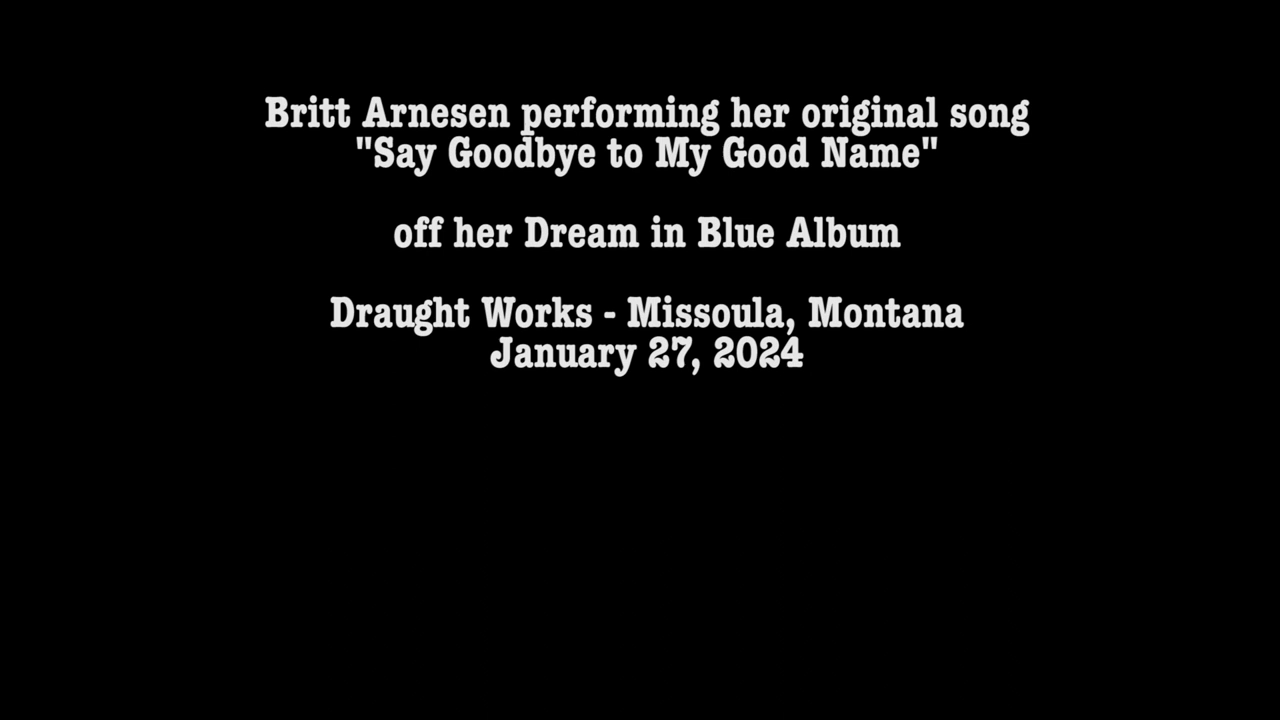 Britt Arnesen performing her original song
"Say Goodbye to My Good Name"
off her Dream in Blue Album
Draught Works - Missoula, Montana
January 27, 2024